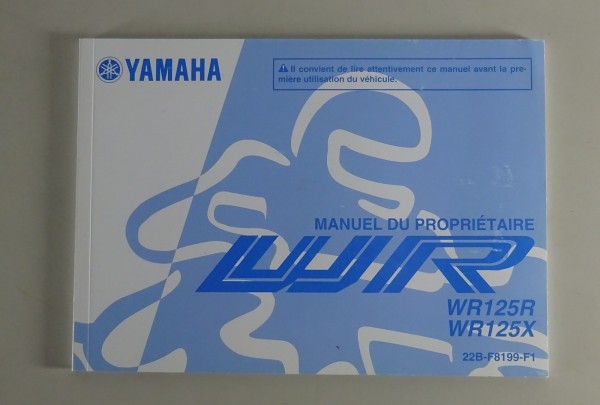 YAMAHA
⚠ Il convient de lire attentivement ce manuel avant la pre-
mière utilisation du véhicule.
MANUEL DU PROPRIÉTAIRE
WR
WR125R
WR125X
22B-F8199-F1